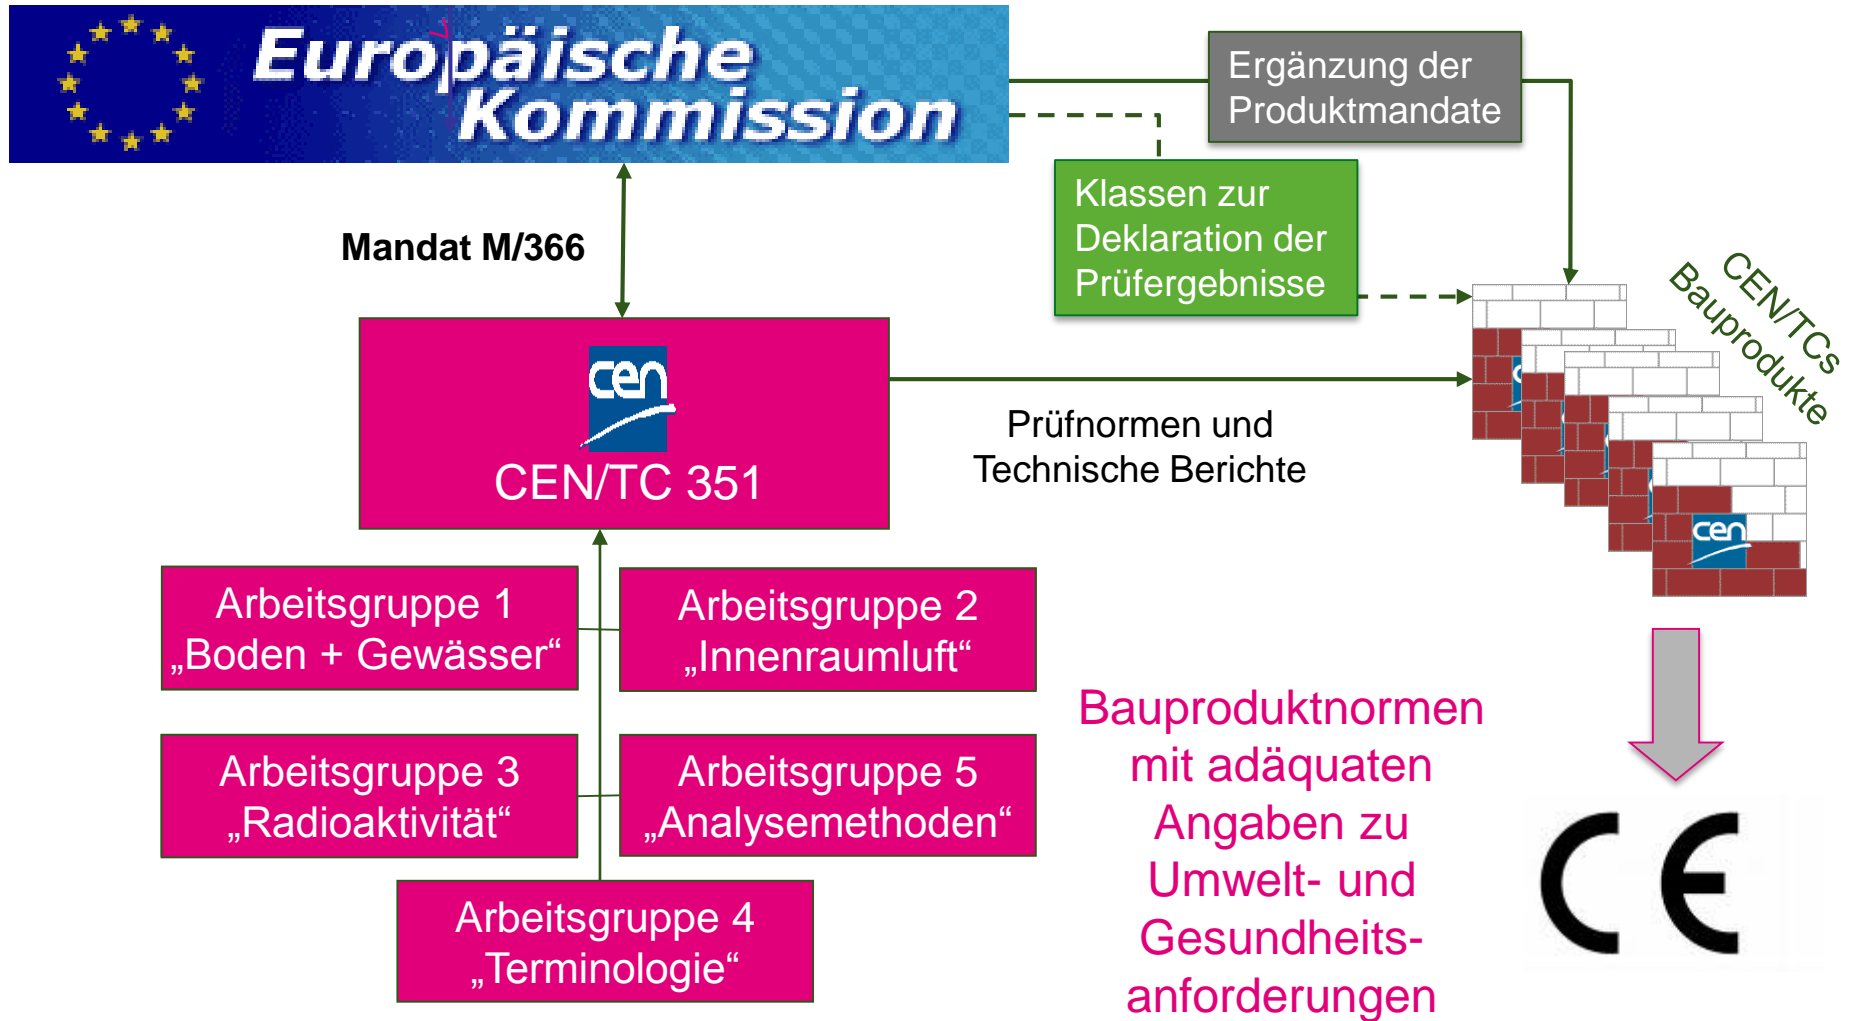 Europäische
Kommission
Ergänzung der
Produktmandate
Klassen zur
Deklaration der
Prüfergebnisse
Mandat M/366
CEN/TCs
Bauprodukte
cen
CEN/TC 351
Prüfnormen und
Technische Berichte
cen
Arbeitsgruppe 1
„Boden + Gewässer“
Arbeitsgruppe 2
„Innenraumluft“
Arbeitsgruppe 3
„Radioaktivität“
Arbeitsgruppe 5
„Analysemethoden“
Arbeitsgruppe 4
„Terminologie“
Bauproduktnormen
mit adäquaten
Angaben zu
Umwelt- und
Gesundheits-
anforderungen
CE